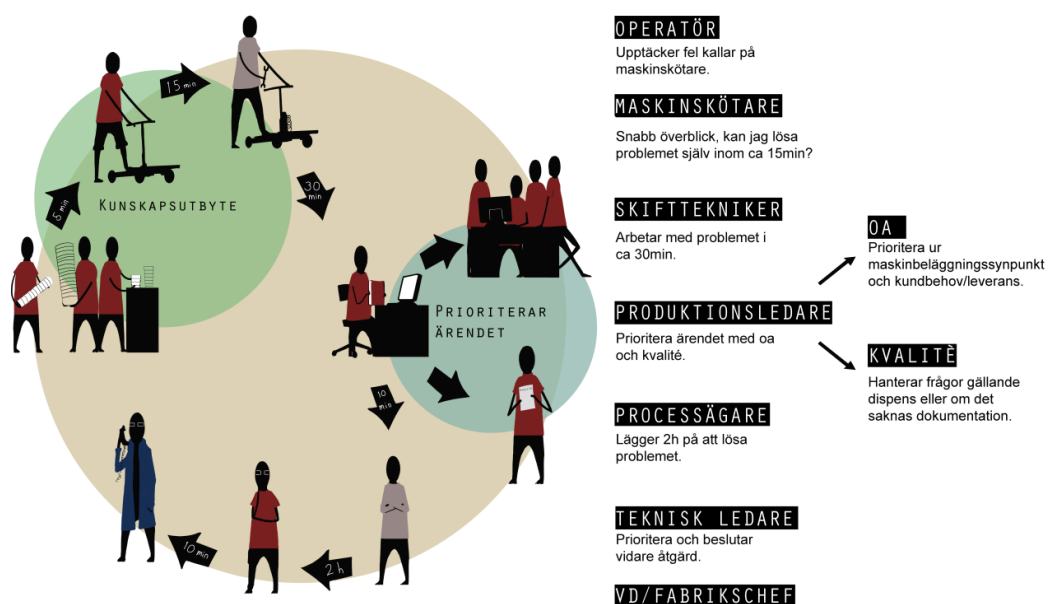 15 min
5 min
30
min
KUNSKAPSUTBYTE
PRIORITERAR
ÄRENDET
10
min
2 h
10 min
OPERATÖR
Upptäcker fel kallar på
maskinskötare.
MASKINSKÖTARE
Snabb överblick, kan jag lösa
problemet själv inom ca 15min?
SKIFTTEKNIKER
Arbetar med problemet i
ca 30min.
PRODUKTIONSLEDARE
Prioritera ärendet med oa
och kvalité.
OA
Prioritera ur
maskinbeläggningssynpunkt
och kundbehov/leverans.
KVALITÈ
Hanterar frågor gällande
dispens eller om det
saknas dokumentation.
PROCESSÄGARE
Lägger 2h på att lösa
problemet.
TEKNISK LEDARE
Prioritera och beslutar
vidare åtgärd.
VD/FABRIKSCHEF